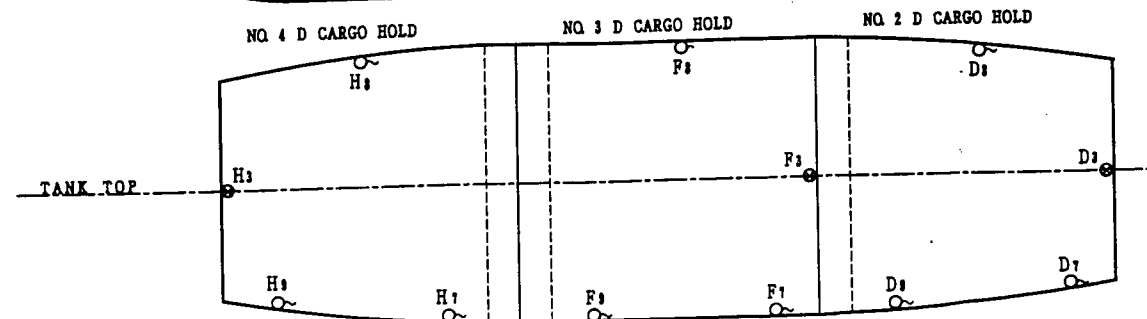 NO. 4 D CARGO HOLD
NO. 3 D CARGO HOLD
NO. 2 D CARGO HOLD
H8
F8
D8
TANK TOP
H3
F3
D3
H9
H7
F9
F7
D9
D7